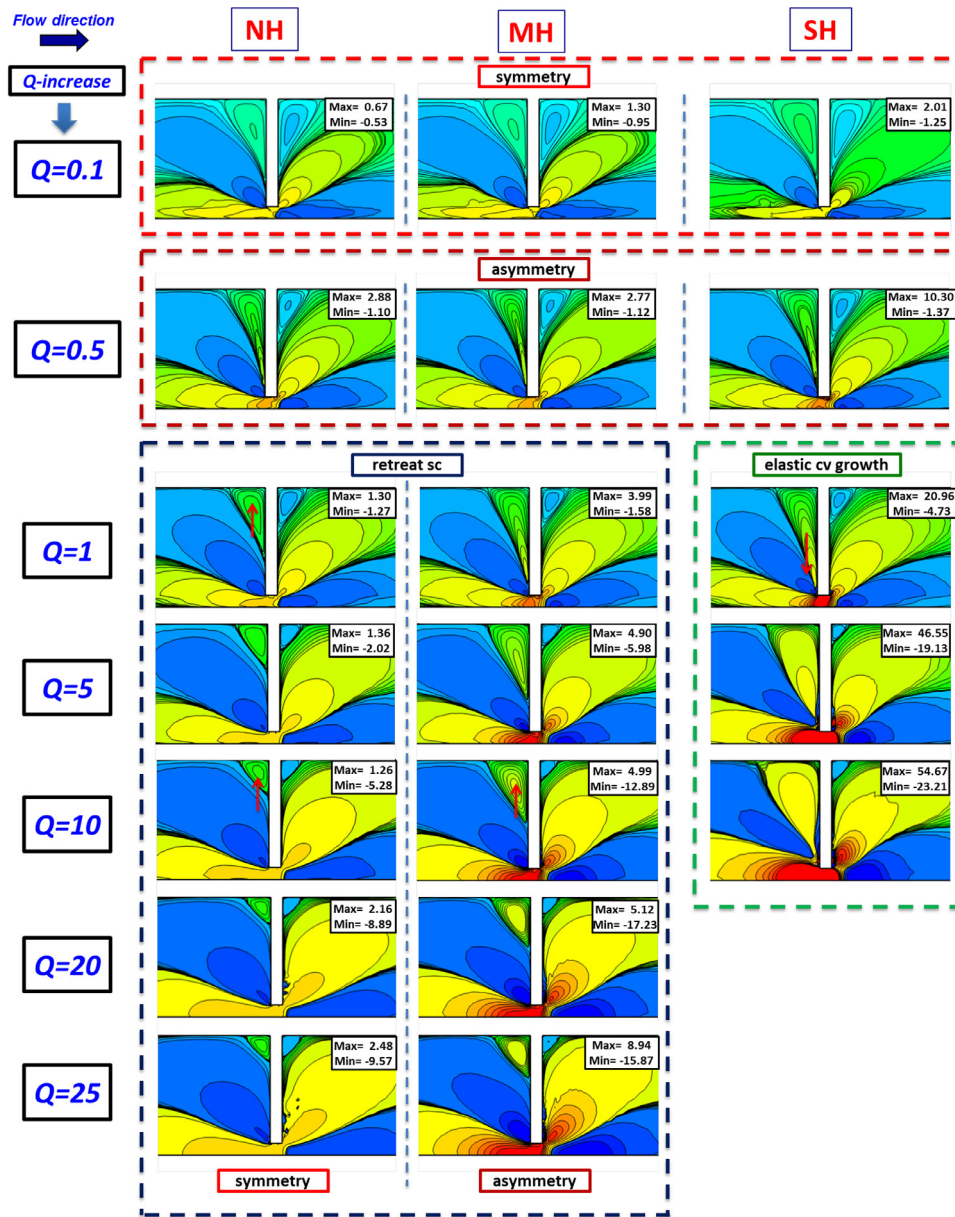 Flow direction
NH
MH
SH
Q-increase
symmetry
Q=0.1
Max= 0.67
Min= -0.53
Max= 1.30
Min= -0.95
Max= 2.01
Min= -1.25
asymmetry
Q=0.5
Max= 2.88
Min= -1.10
Max= 2.77
Min= -1.12
Max= 10.30
Min= -1.37
retreat sc
elastic cv growth
Q=1
Max= 1.30
Min= -1.27
Max= 3.99
Min= -1.58
Max= 20.96
Min= -4.73
Q=5
Max= 1.36
Min= -2.02
Max= 4.90
Min= -5.98
Max= 46.55
Min= -19.13
Q=10
Max= 1.26
Min= -5.28
Max= 4.99
Min= -12.89
Max= 54.67
Min= -23.21
Q=20
Max= 2.16
Min= -8.89
Max= 5.12
Min= -17.23
Q=25
Max= 2.48
Min= -9.57
Max= 8.94
Min= -15.87
symmetry
asymmetry